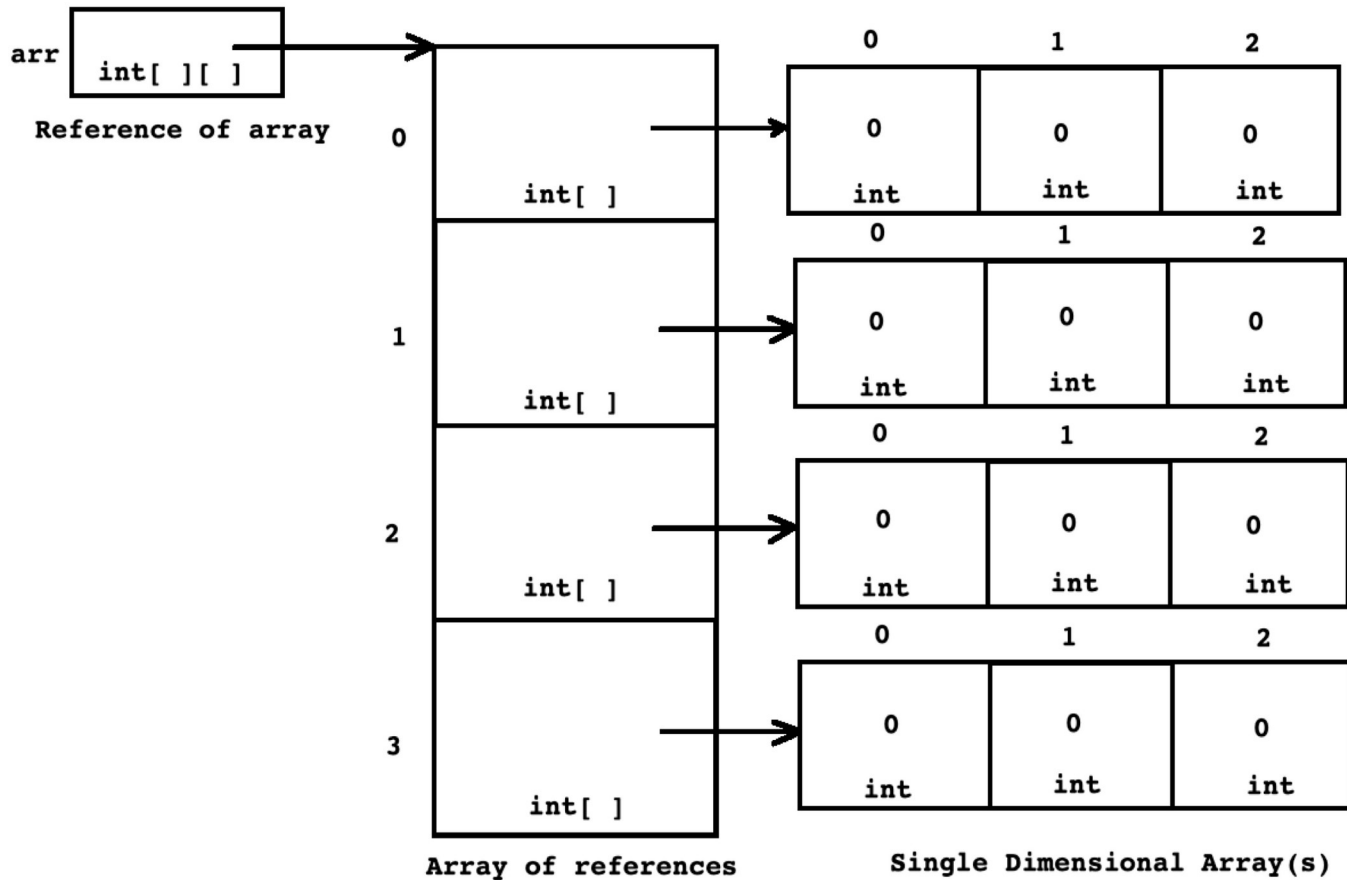 0 1 2
arr
int[ ][ ]
Reference of array
0
int[ ]
0 0 0
int int int
0 1 2
1
int[ ]
0 0 0
int int int
0 1 2
2
int[ ]
0 0 0
int int int
0 1 2
3
int[ ]
0 0 0
int int int
Array of references
Single Dimensional Array(s)